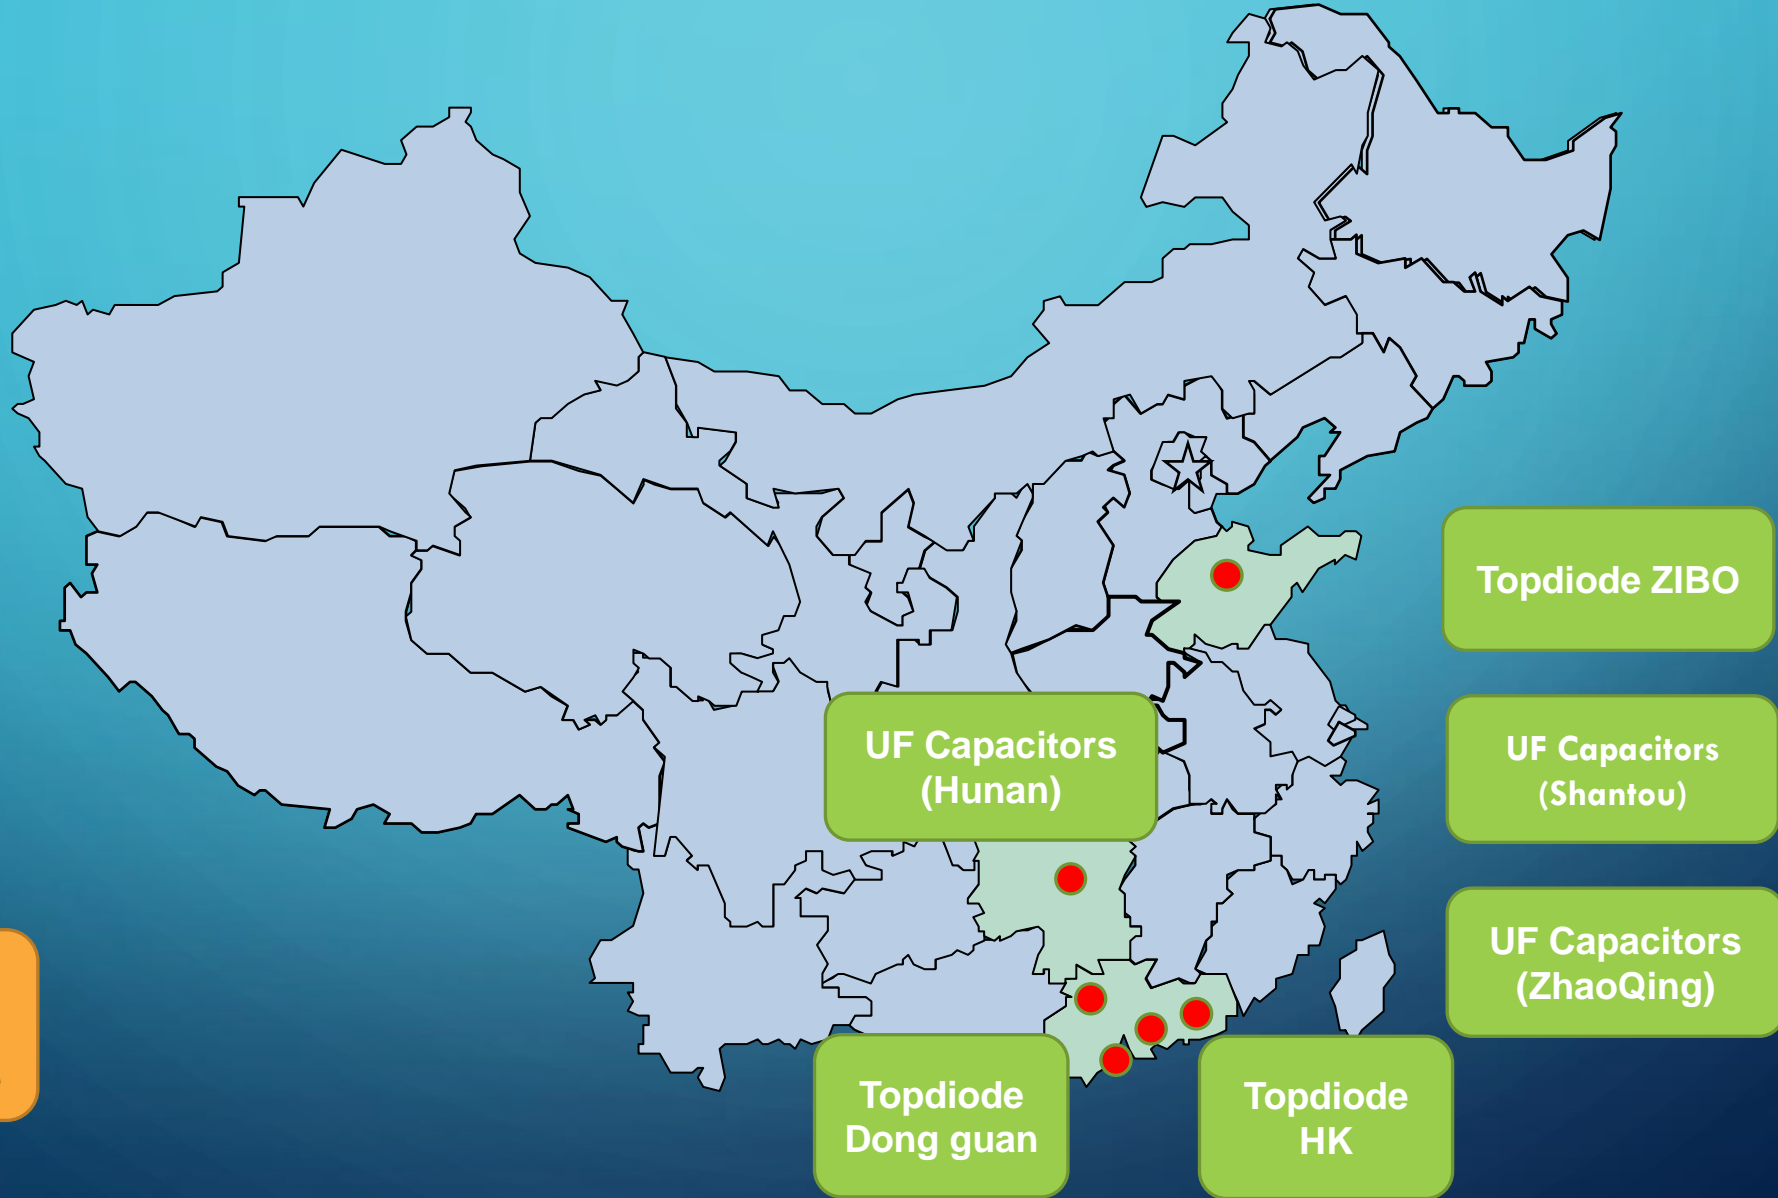 Topdiode ZIBO
UF Capacitors
(Hunan)
UF Capacitors
(Shantou)
UF Capacitors
(ZhaoQing)
Topdiode
Dong guan
Topdiode
HK